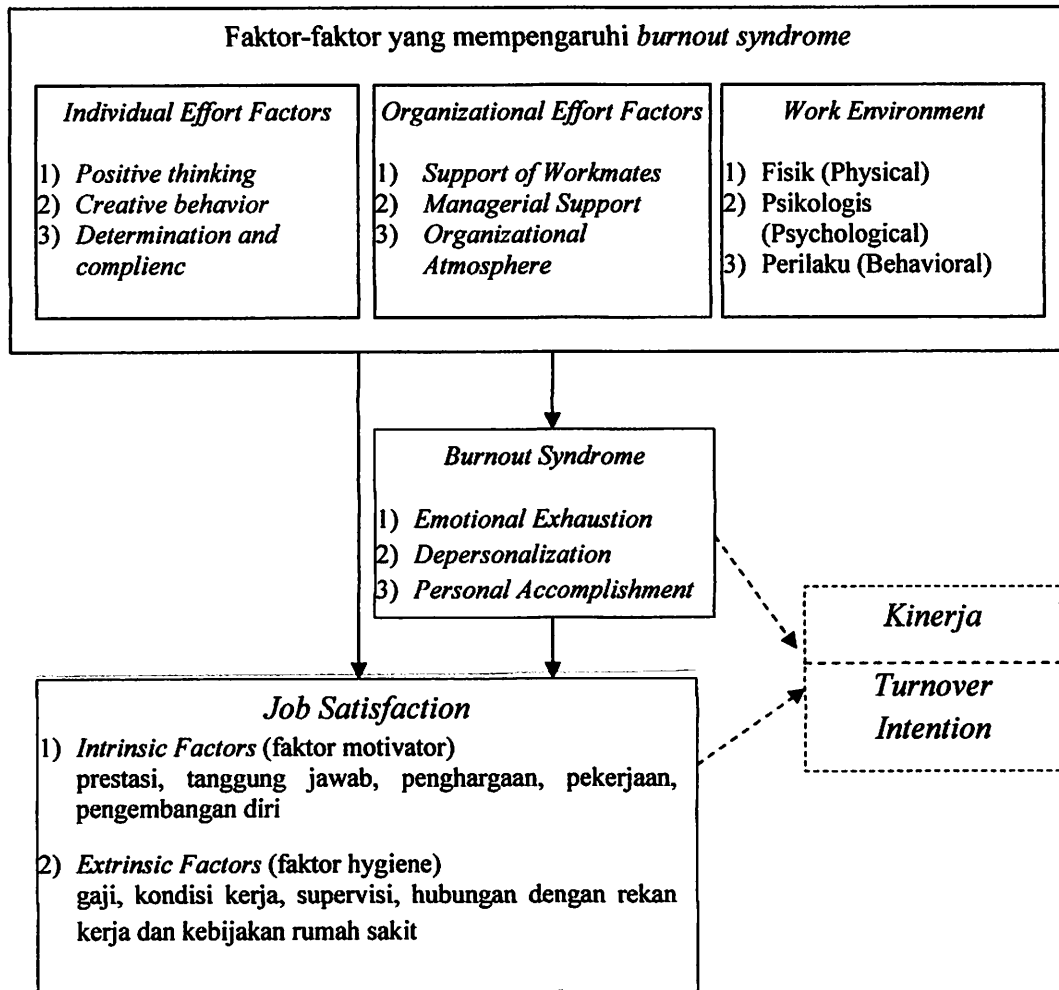 Faktor-faktor yang mempengaruhi burnout syndrome
Individual Effort Factors
1) Positive thinking
2) Creative behavior
3) Determination and
complienc
Organizational Effort Factors
1) Support of Workmates
2) Managerial Support
3) Organizational
Atmosphere
Work Environment
1) Fisik (Physical)
2) Psikologis
(Psychological)
3) Perilaku (Behavioral)
Burnout Syndrome
1) Emotional Exhaustion
2) Depersonalization
3) Personal Accomplishment
Kinerja
Turnover
Intention
Job Satisfaction
1) Intrinsic Factors (faktor motivator)
prestasi, tanggung jawab, penghargaan, pekerjaan,
pengembangan diri
2) Extrinsic Factors (faktor hygiene)
gaji, kondisi kerja, supervisi, hubungan dengan rekan
kerja dan kebijakan rumah sakit